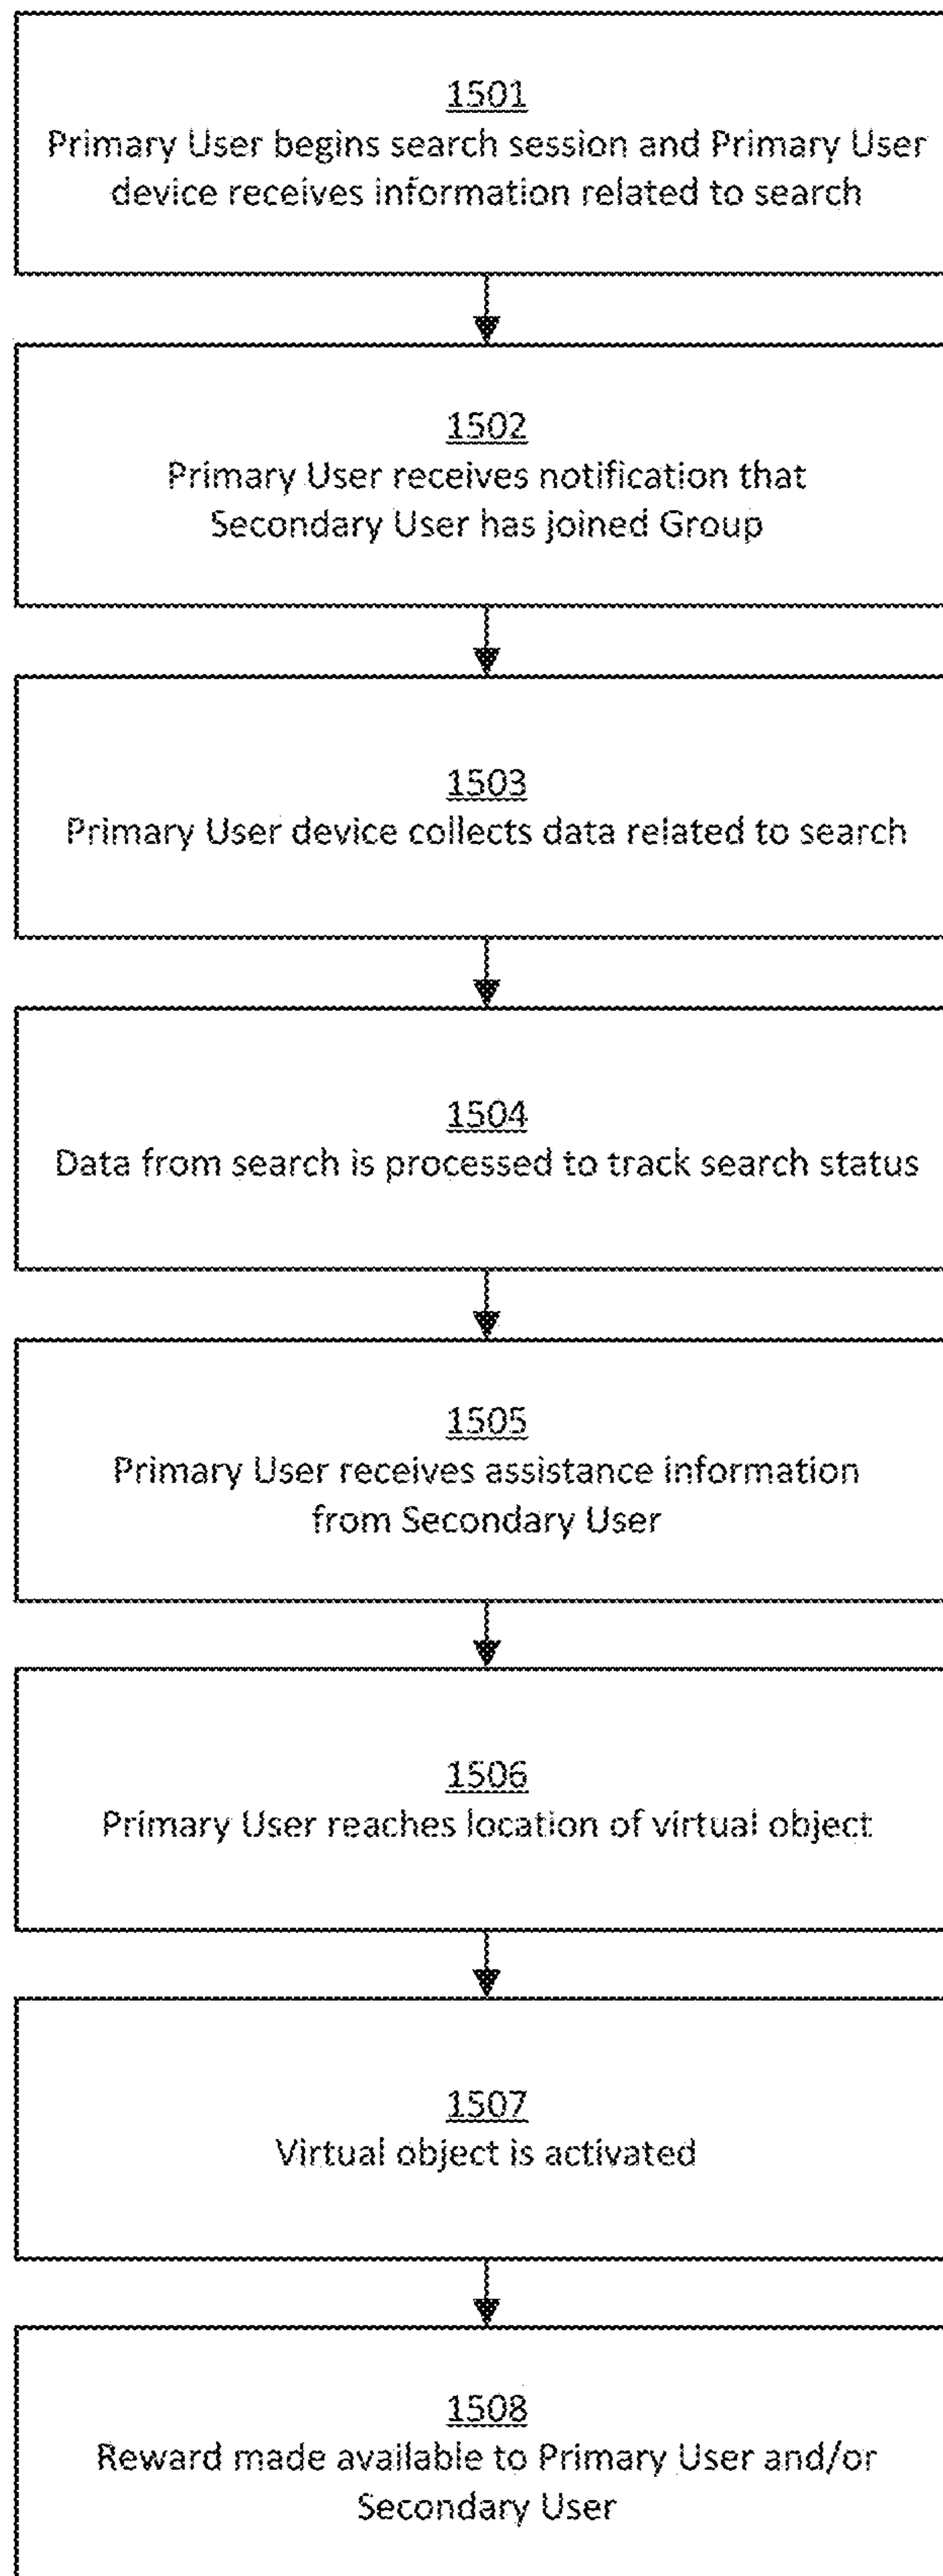 1501
Primary User begins search session and Primary User
device receives information related to search
1502
Primary User receives notification that
Secondary User has joined Group
1503
Primary User device collects data related to search
1504
Data from search is processed to track search status
1505
Primary User receives assistance information
from Secondary User
1506
Primary User reaches location of virtual object
1507
Virtual object is activated
1508
Reward made available to Primary User and/or
Secondary User